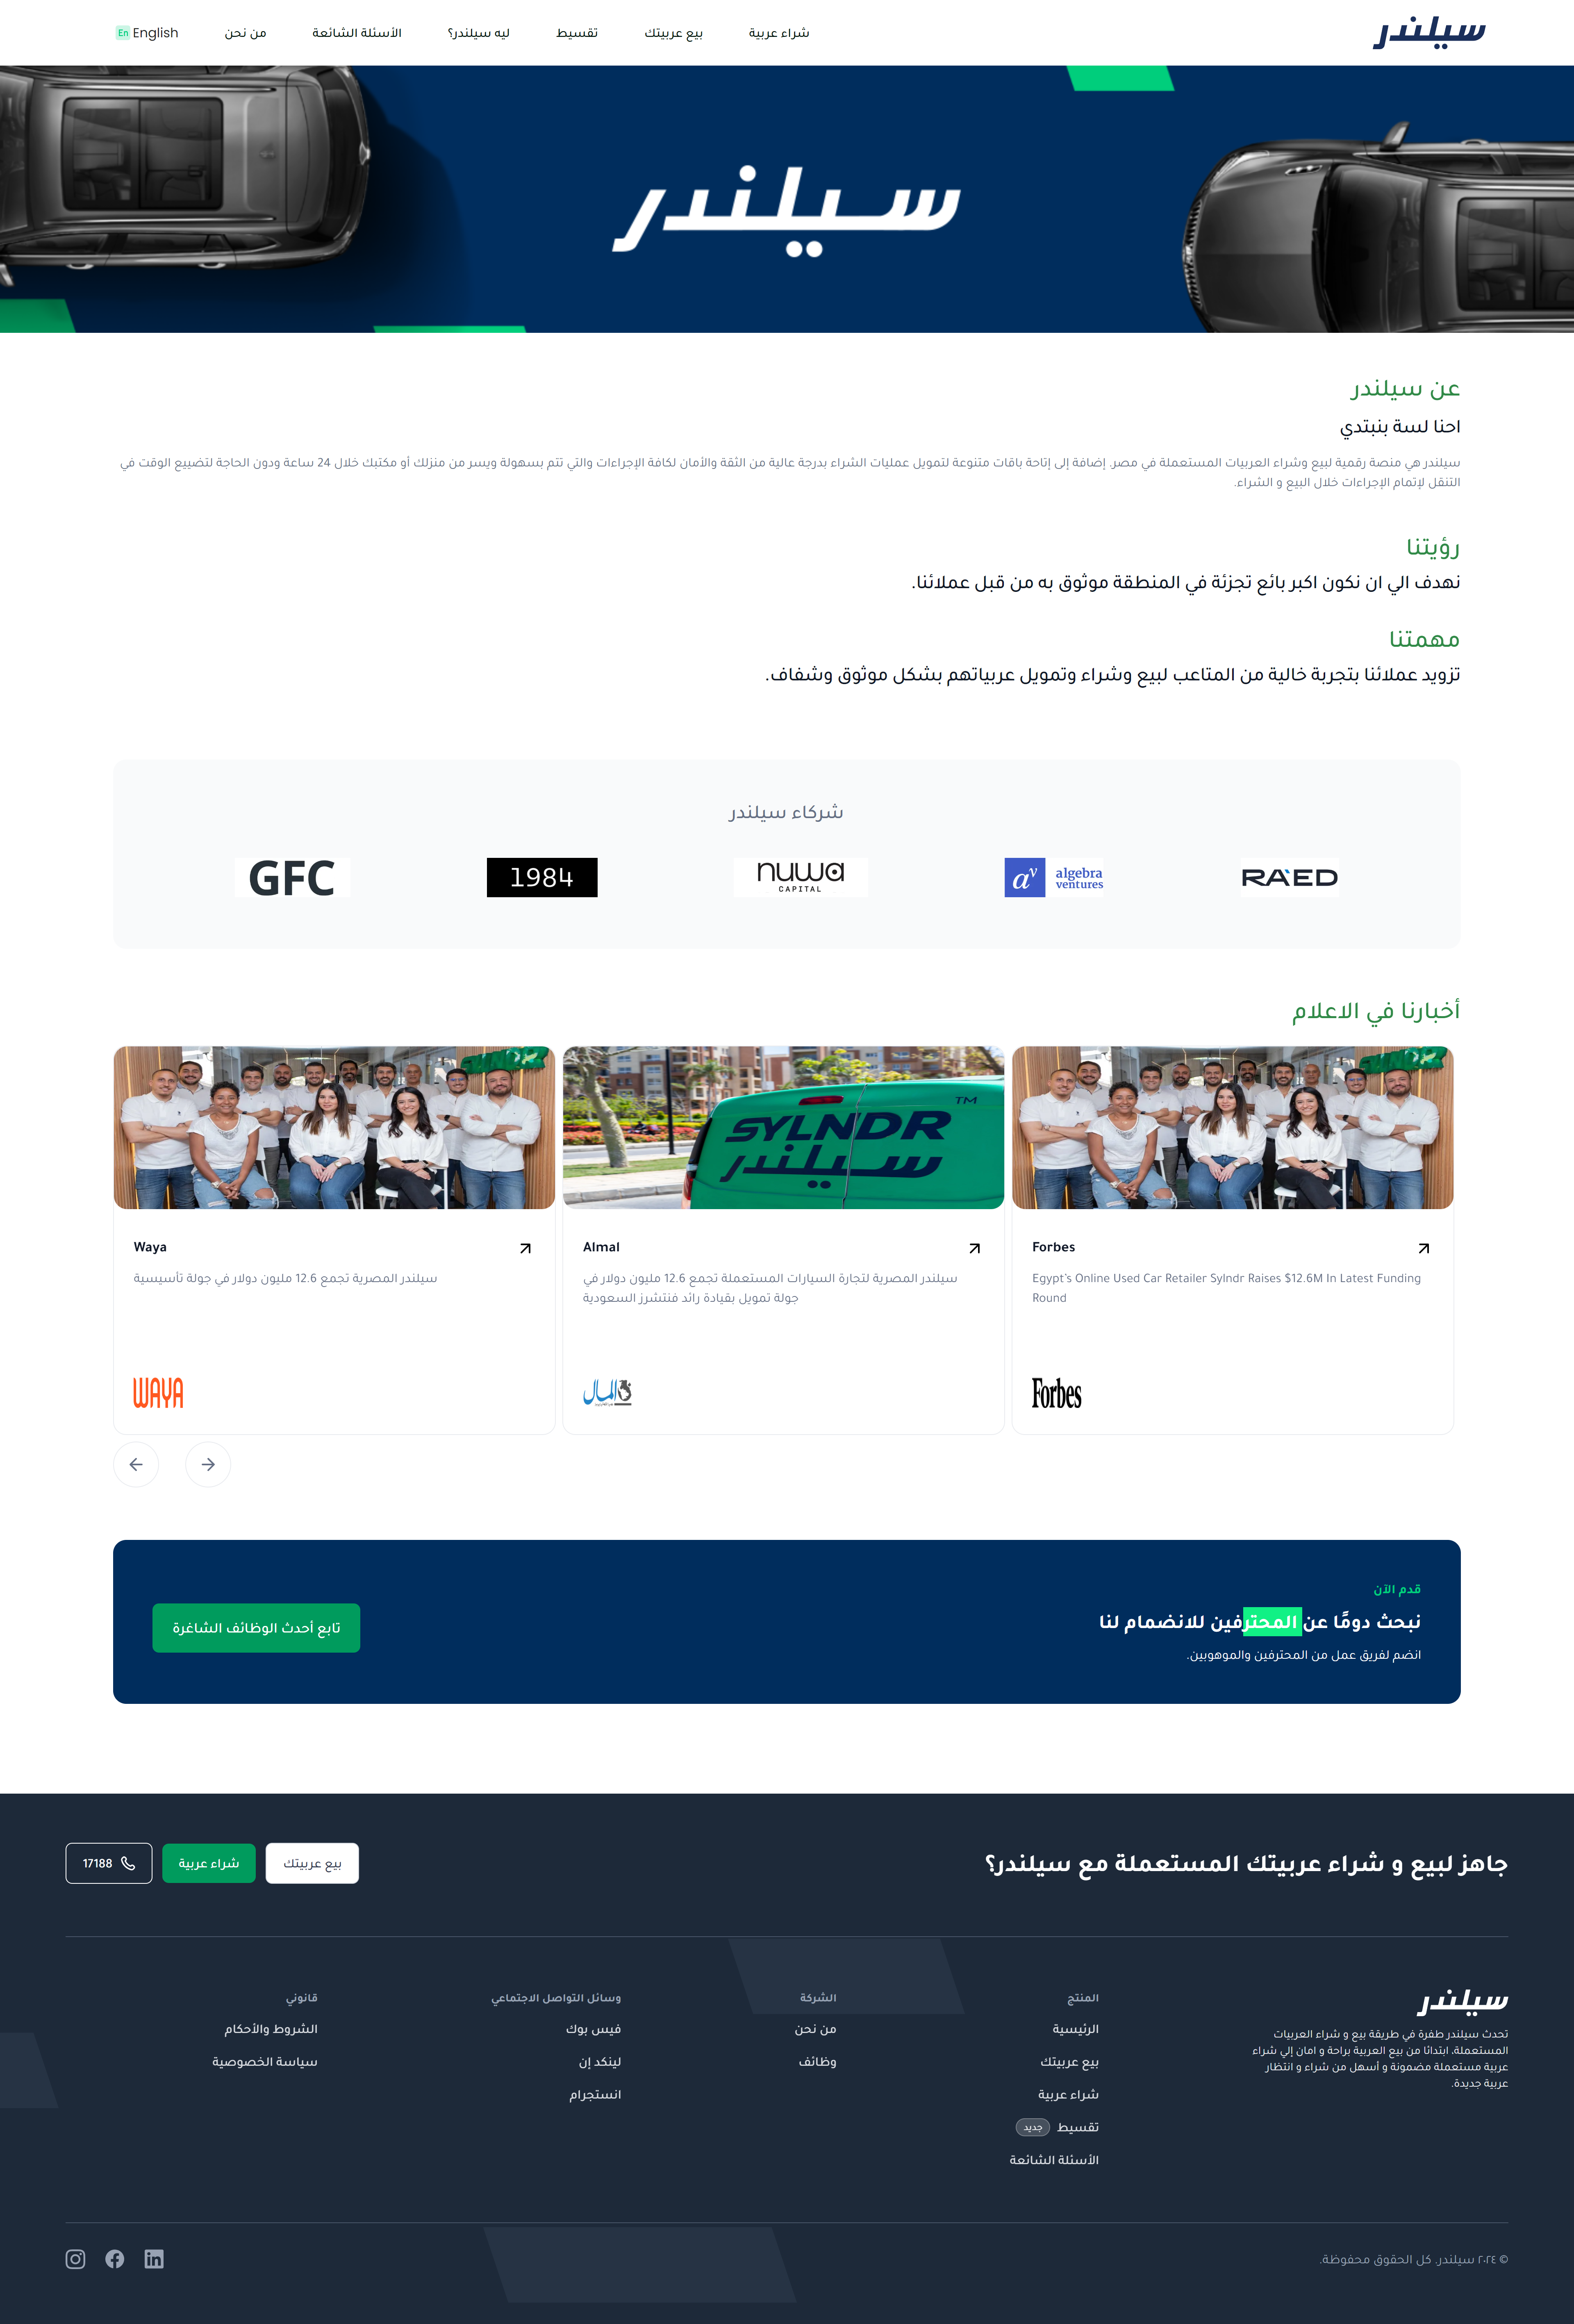 سيلندر
شراء عربية
بيع عربيتك
تقسيط
ليه سيلندر؟
الأسئلة الشائعة
من نحن
En English
سيلندر
عن سيلندر
احنا لسة بنبتدي
سيلندر هي منصة رقمية لبيع وشراء العربيات المستعملة في مصر. إضافة إلى إتاحة باقات متنوعة لتمويل عمليات الشراء بدرجة عالية من الثقة والأمان لكافة الإجراءات والتي تتم بسهولة ويسر من منزلك أو مكتبك خلال 24 ساعة ودون الحاجة لتضييع الوقت في
التنقل لإتمام الإجراءات خلال البيع و الشراء.
رؤيتنا
نهدف الي ان نكون اكبر بائع تجزئة في المنطقة موثوق به من قبل عملائنا.
مهمتنا
تزويد عملائنا بتجربة خالية من المتاعب لبيع وشراء وتمويل عربياتهم بشكل موثوق وشفاف.
شركاء سيلندر
RAED
av algebra
ventures
nuwa
CAPITAL
1984
GFC
أخبارنا في الاعلام
Forbes
Egypt's Online Used Car Retailer Sylndr Raises $12.6M In Latest Funding
Round
Forbes
SYLNDR™
سيلندر
Almal
سيلندر المصرية لتجارة السيارات المستعملة تجمع 12.6 مليون دولار في
جولة تمويل بقيادة رائد فنتشرز السعودية
المال
Waya
سيلندر المصرية تجمع 12.6 مليون دولار في جولة تأسيسية
WAYA
قدم الآن
نبحث دومًا عن المحترفين للانضمام لنا
انضم لفريق عمل من المحترفين والموهوبين.
تابع أحدث الوظائف الشاغرة
جاهز لبيع و شراء عربيتك المستعملة مع سيلندر؟
بيع عربيتك
شراء عربية
17188
سيلندر
تحدث سيلندر طفرة في طريقة بيع و شراء العربيات
المستعملة، ابتدائا من بيع العربية براحة و امان إلي شراء
عربية مستعملة مضمونة و أسهل من شراء و انتظار
عربية جديدة.
المنتج
الرئيسية
بيع عربيتك
شراء عربية
تقسيط جديد
الأسئلة الشائعة
الشركة
من نحن
وظائف
وسائل التواصل الاجتماعي
فيس بوك
لينكد إن
انستجرام
قانوني
الشروط والأحكام
سياسة الخصوصية
© ٢٠٢٤ سيلندر. كل الحقوق محفوظة.